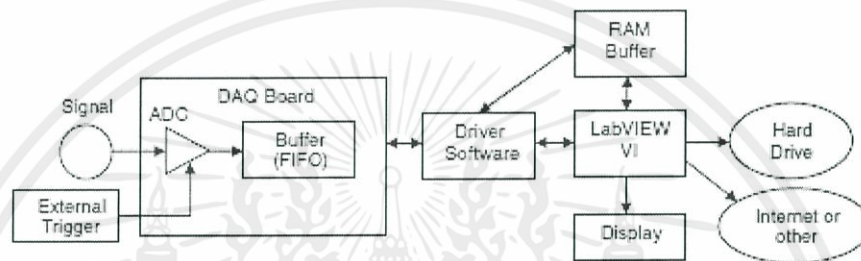 Signal
External
Trigger
DAQ Board
ADC
Buffer
(FIFO)
Driver
Software
RAM
Buffer
LabVIEW
VI
Display
Hard
Drive
Internet or
other